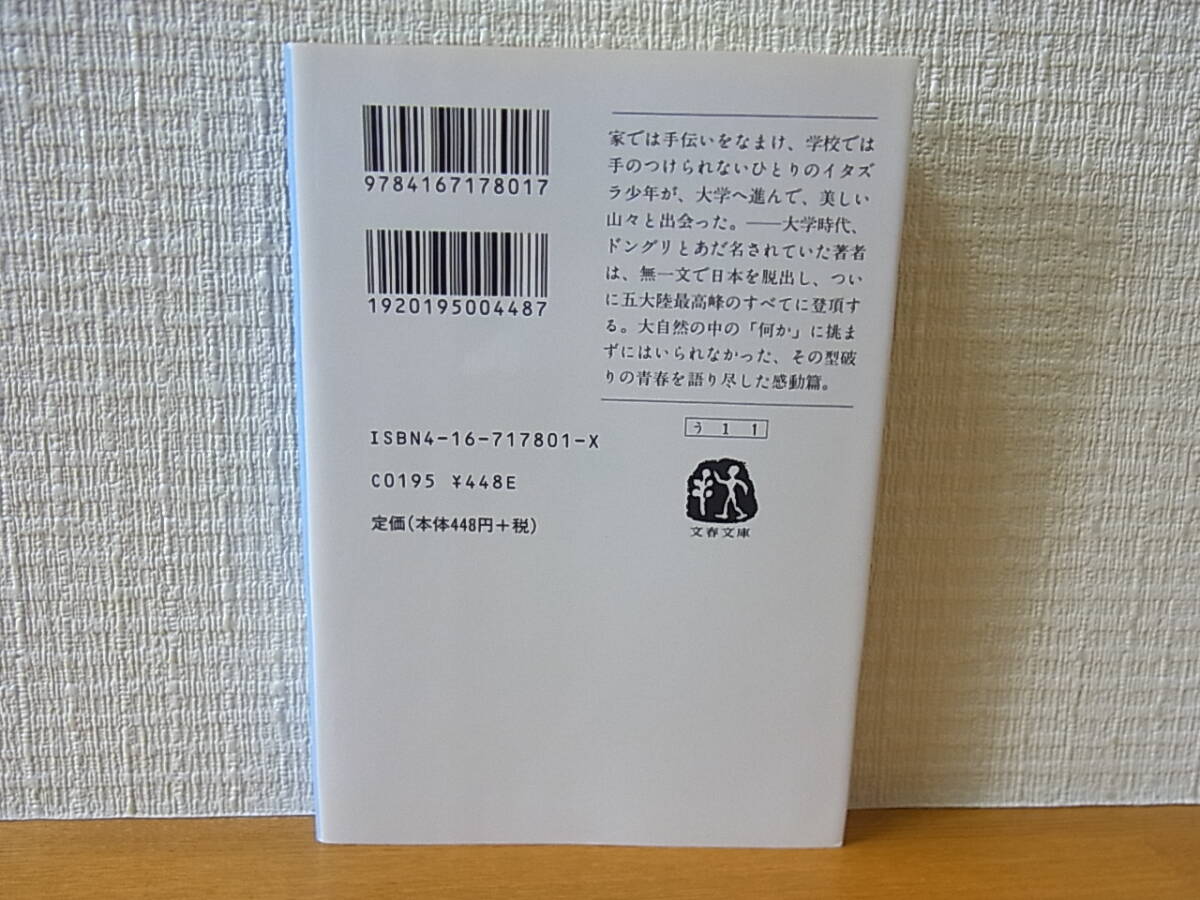 9784167178017
1920195004487
家では手伝いをなまけ、学校では
手のつけられないひとりのイタズ
ラ少年が、大学へ進んで、美しい
山々と出会った。――大学時代、
ドングリとあだ名されていた著者
は、無一文で日本を脱出し、つい
に五大陸最高峰のすべてに登頂す
る。大自然の中の「何か」に挑ま
ずにはいられなかった、その型破
りの青春を語り尽した感動篇。
う 1 1
文春文庫
ISBN4-16-717801-X
C0195 ¥448E
定価(本体448円+税)